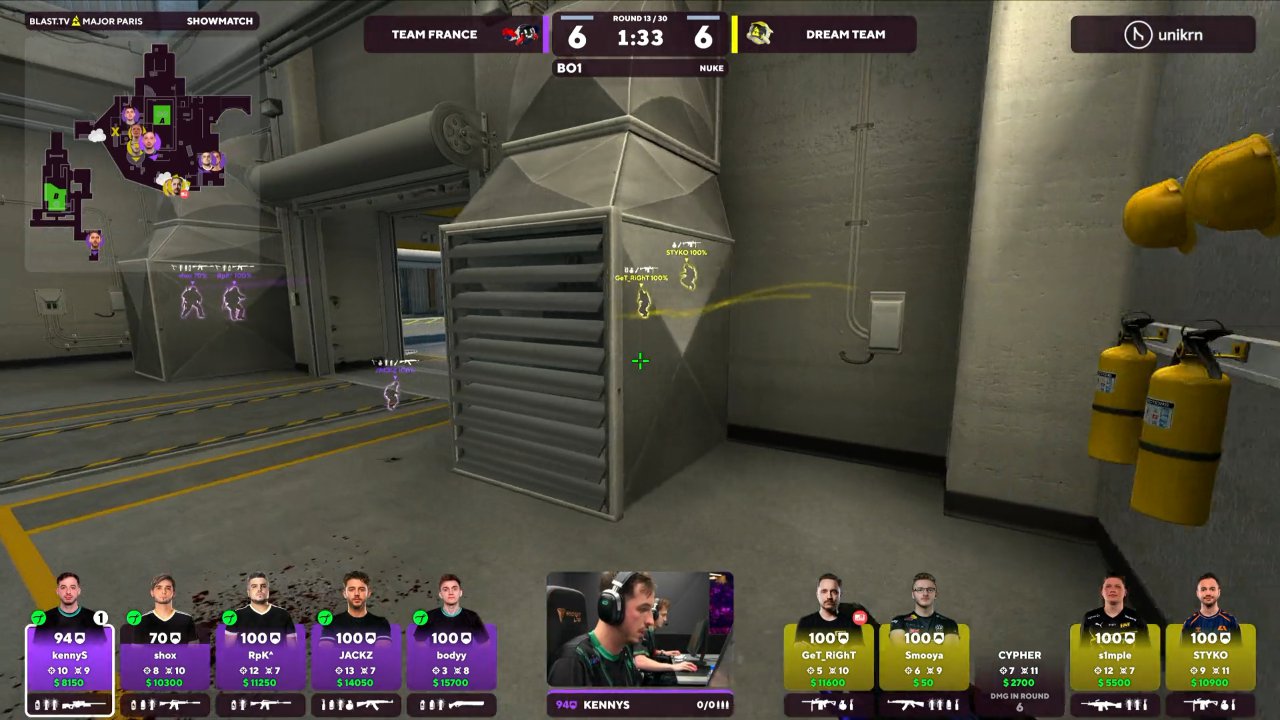 BLAST.TV MAJOR PARIS SHOWMATCH
TEAM FRANCE
6
ROUND 13 / 30
1:33
6
DREAM TEAM
unikrn
BO1
NUKE
A
B
STYKO 100%
GeT_RiGHT 100%
shox 70%
RpK^ 100%
94
kennyS
10 9
$8150
1
70
shox
8 10
$10300
100
RpK^
12 7
$11250
100
JACKZ
13 7
$14050
100
bodyy
3 8
$15700
94 KENNYS 0/0
100
GeT_RiGHT
5 10
$11600
100
Smooya
6 9
$50
CYPHER
7 11
$2700
DMG IN ROUND
6
100
s1mple
12 7
$5500
100
STYKO
9 11
$10900